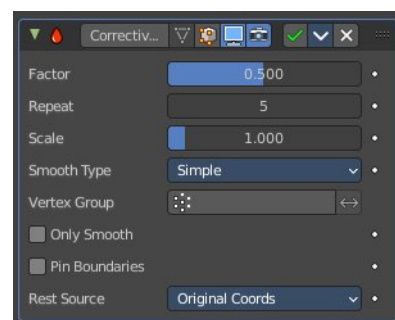 Correctiv...
Factor 0.500
Repeat 5
Scale 1.000
Smooth Type Simple
Vertex Group
Only Smooth
Pin Boundaries
Rest Source Original Coords